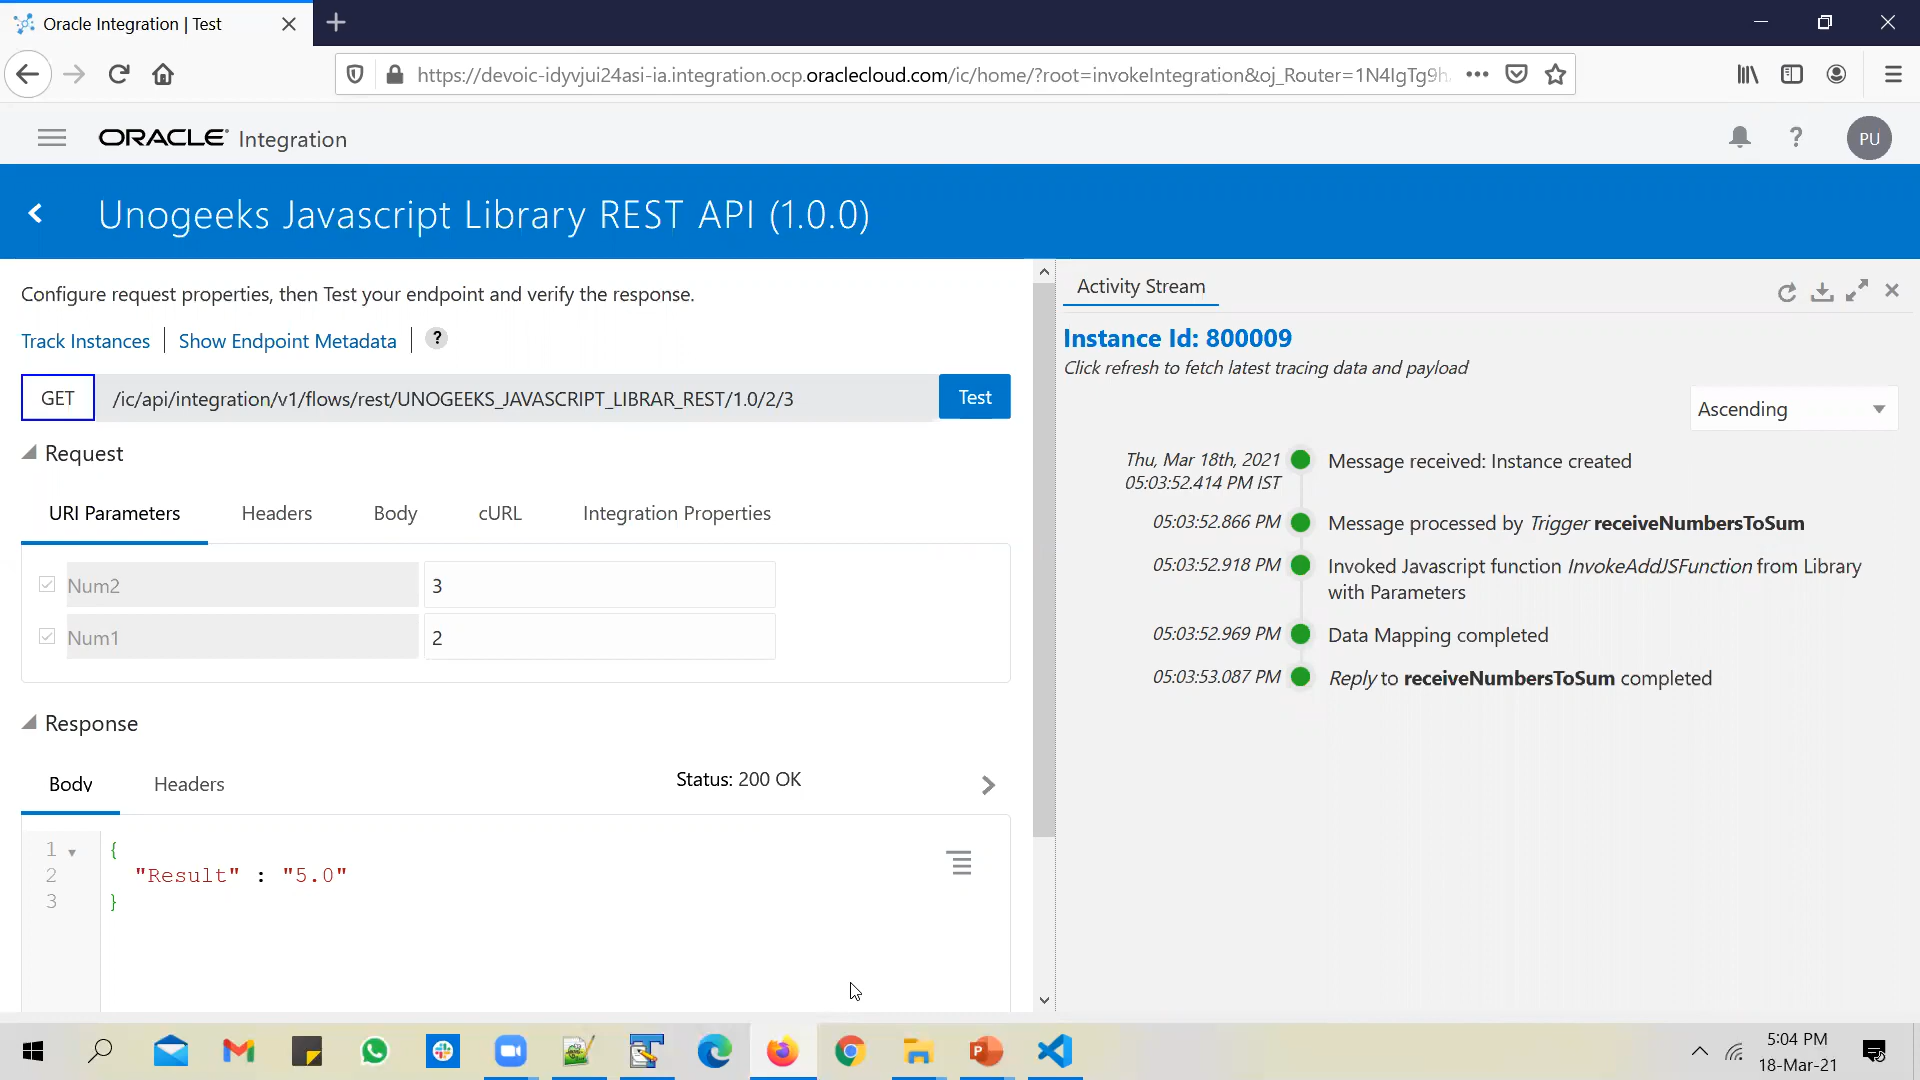 Oracle Integration | Test
https://devoic-idyvjui24asi-ia.integration.ocp.oraclecloud.com/ic/home/?root=invokeIntegration&oj_Router=1N4IgTg9h
ORACLE Integration
PU
Unogeeks Javascript Library REST API (1.0.0)
Configure request properties, then Test your endpoint and verify the response.
Track Instances
Show Endpoint Metadata
?
GET
/ic/api/integration/v1/flows/rest/UNOGEEKS_JAVASCRIPT_LIBRAR_REST/1.0/2/3
Test
Request
URI Parameters
Headers
Body
cURL
Integration Properties
Num2
3
Num1
2
Response
Body
Headers
Status: 200 OK
1 {
2 "Result" : "5.0"
3 }
Activity Stream
Instance Id: 800009
Click refresh to fetch latest tracing data and payload
Ascending
Thu, Mar 18th, 2021
05:03:52.414 PM IST
Message received: Instance created
05:03:52.866 PM
Message processed by Trigger receiveNumbersToSum
05:03:52.918 PM
Invoked Javascript function InvokeAddJSFunction from Library
with Parameters
05:03:52.969 PM
Data Mapping completed
05:03:53.087 PM
Reply to receiveNumbersToSum completed
5:04 PM
18-Mar-21